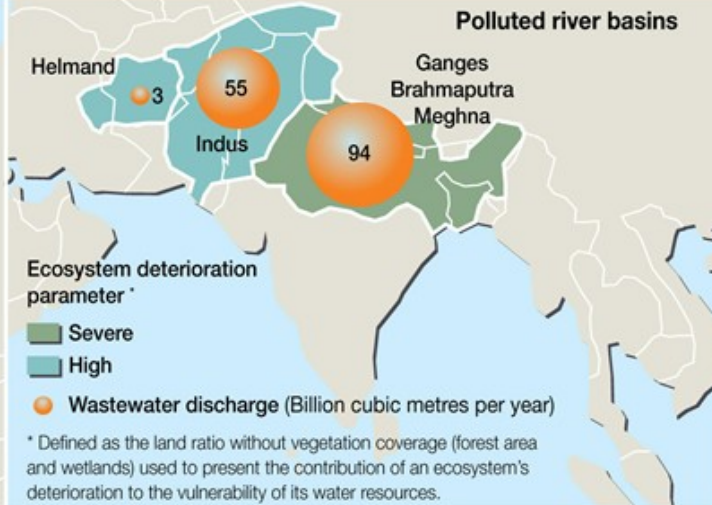 Polluted river basins
Helmand
3
55
Indus
Ganges
Brahmaputra
Meghna
94
Ecosystem deterioration
parameter *
Severe
High
Wastewater discharge (Billion cubic metres per year)
* Defined as the land ratio without vegetation coverage (forest area
and wetlands) used to present the contribution of an ecosystem's
deterioration to the vulnerability of its water resources.